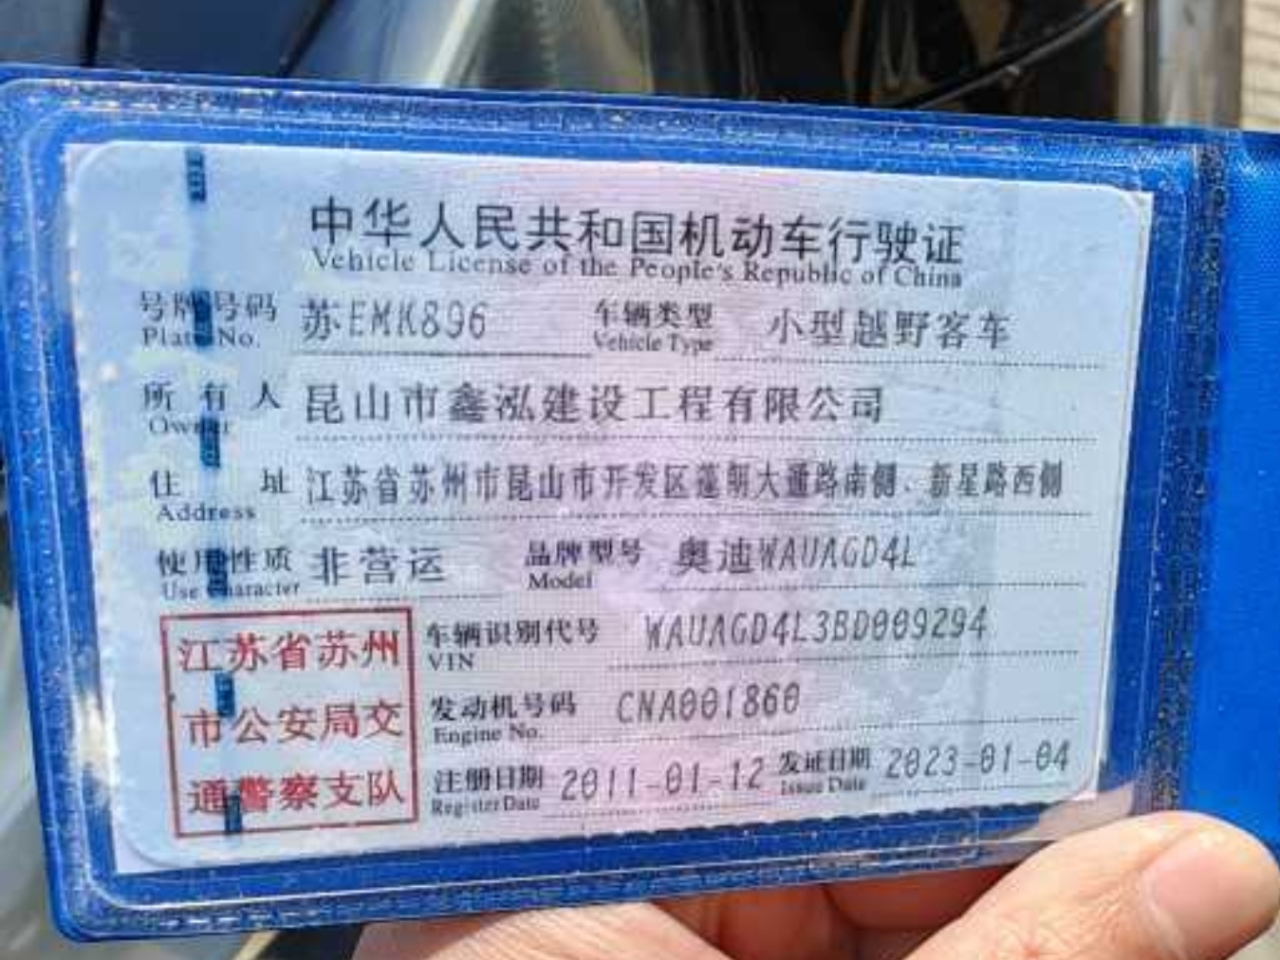 中华人民共和国机动车行驶证
Vehicle License of the People's Republic of China
号牌号码 苏EMK896 车辆类型 小型越野客车
Plate No. Vehicle Type
所有人 昆山市鑫泓建设工程有限公司
Owner
住址 江苏省苏州市昆山市开发区蓬朗大通路南侧、新星路西侧
Address
使用性质 非营运 品牌型号 奥迪WAUAGD4L
Use Character Model
江苏省苏州
市公安局交
通警察支队
车辆识别代号 WAUAGD4L3BD009294
VIN
发动机号码 CNA001860
Engine No.
注册日期 2011-01-12 发证日期 2023-01-04
Register Date Issue Date